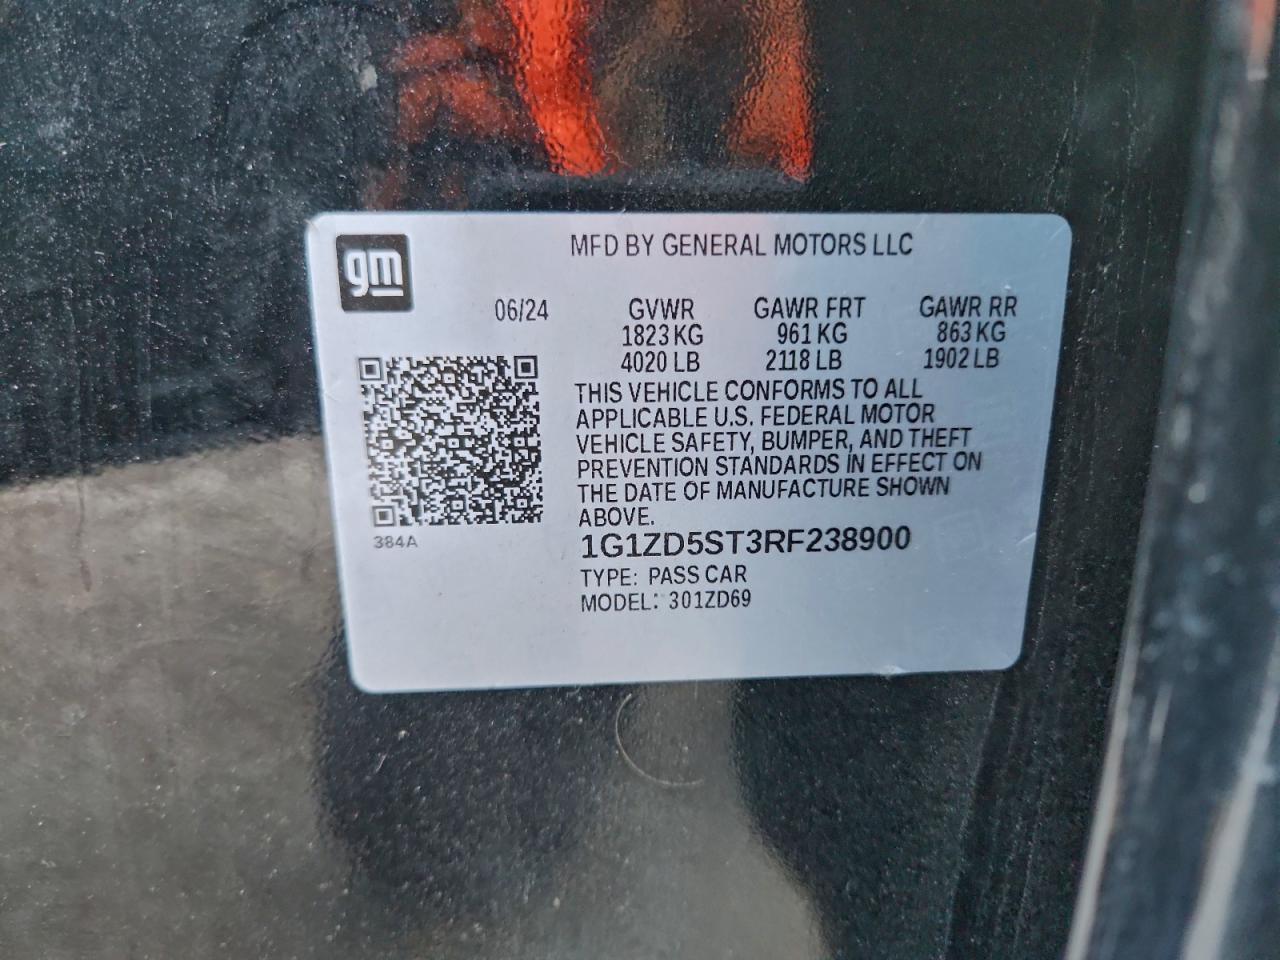 gm
MFD BY GENERAL MOTORS LLC
06/24 GVWR GAWR FRT GAWR RR
1823 KG 961 KG 863 KG
4020 LB 2118 LB 1902 LB
THIS VEHICLE CONFORMS TO ALL
APPLICABLE U.S. FEDERAL MOTOR
VEHICLE SAFETY, BUMPER, AND THEFT
PREVENTION STANDARDS IN EFFECT ON
THE DATE OF MANUFACTURE SHOWN
ABOVE.
384A
1G1ZD5ST3RF238900
TYPE: PASS CAR
MODEL: 301ZD69